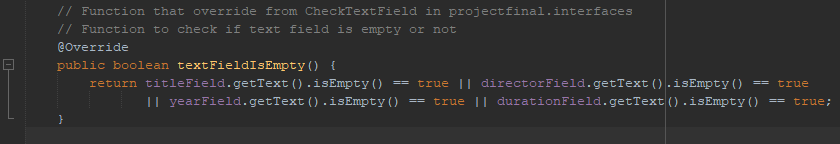 // Function that override from CheckTextField in projectfinal.interfaces
// Function to check if text field is empty or not
@Override
public boolean textFieldIsEmpty() {
return titleField.getText().isEmpty() == true || directorField.getText().isEmpty() == true
|| yearField.getText().isEmpty() == true || durationField.getText().isEmpty() == true;
}